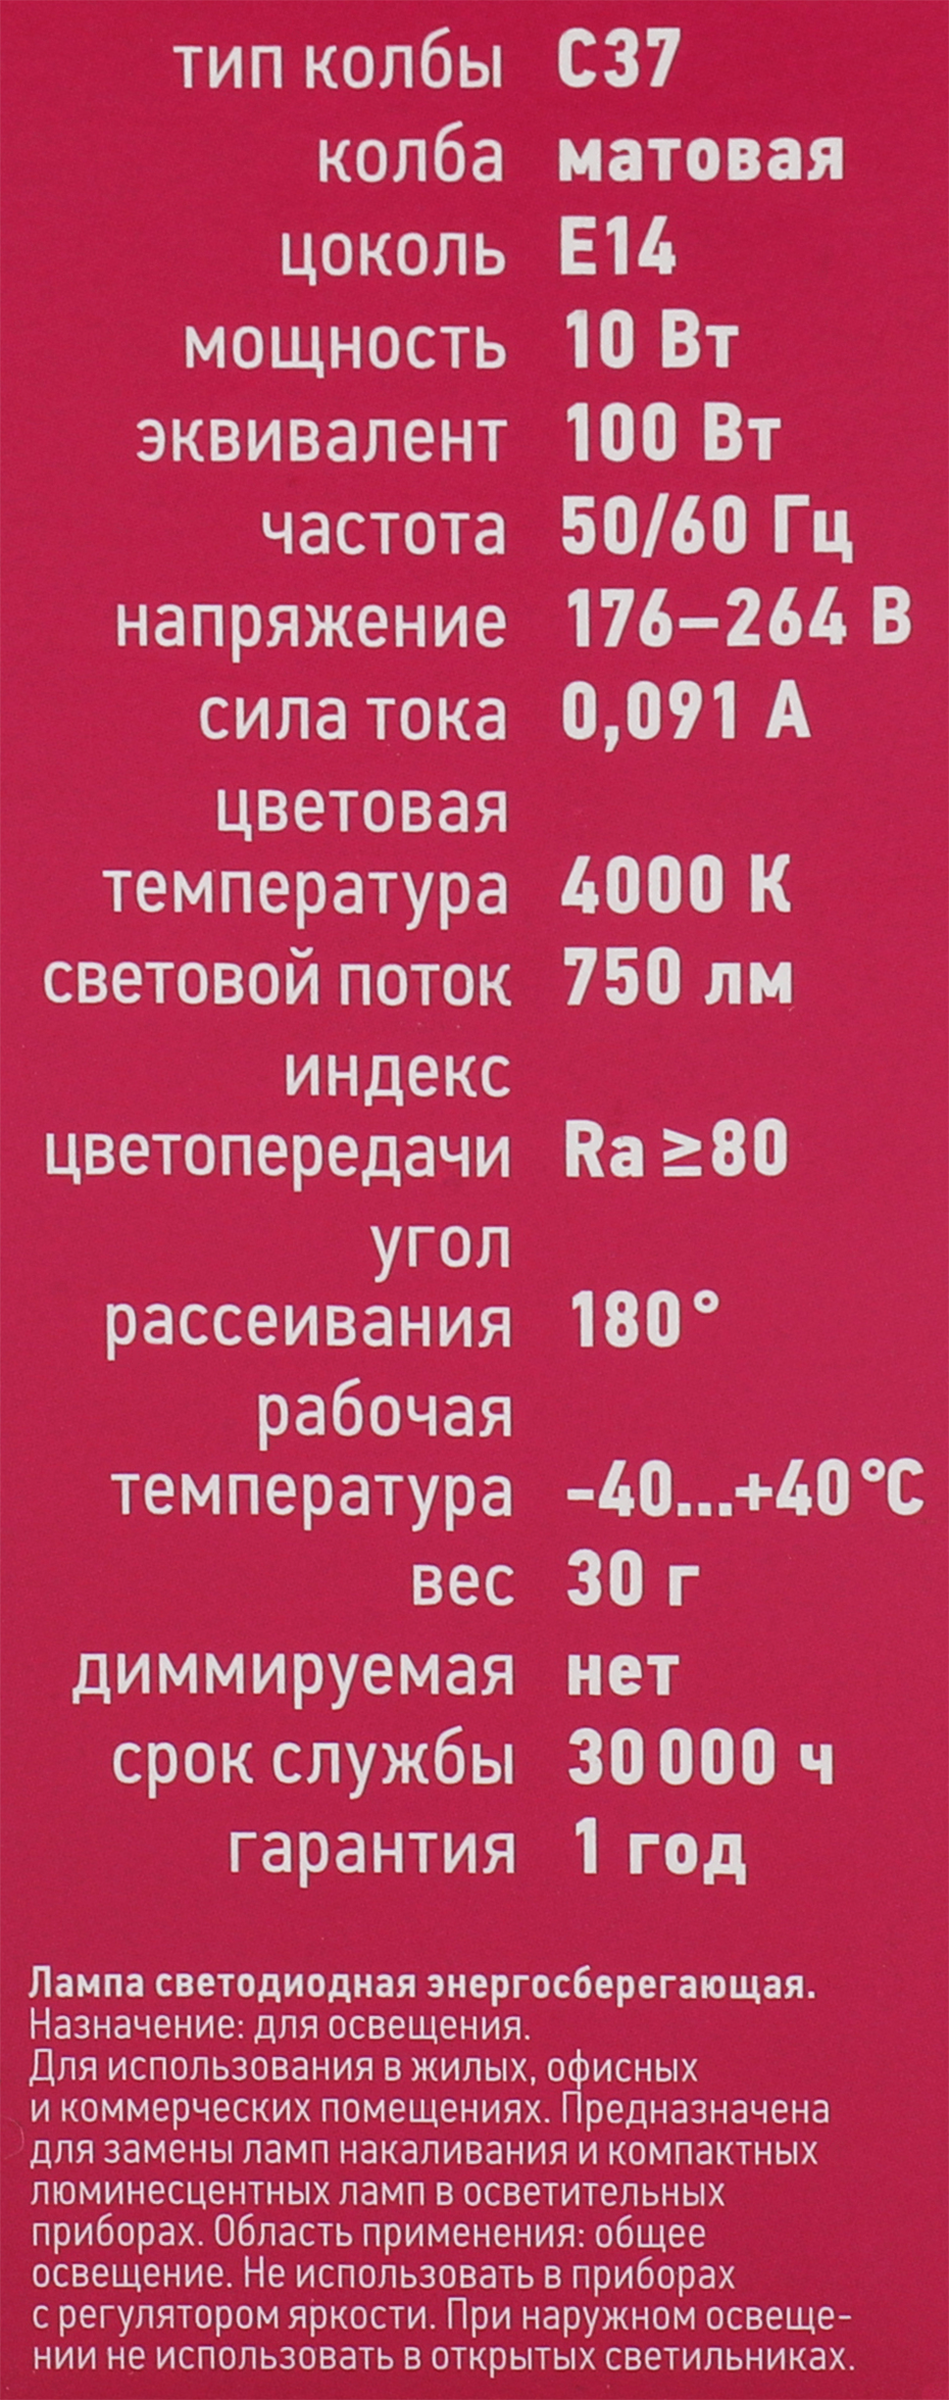 тип колбы C37
колба матовая
цоколь E14
мощность 10 Вт
эквивалент 100 Вт
частота 50/60 Гц
напряжение 176–264 В
сила тока 0,091 А
цветовая
температура 4000 К
световой поток 750 лм
индекс
цветопередачи Ra ≥80
угол
рассеивания 180°
рабочая
температура -40...+40°C
вес 30 г
диммируемая нет
срок службы 30 000 ч
гарантия 1 год
Лампа светодиодная энергосберегающая.
Назначение: для освещения.
Для использования в жилых, офисных
и коммерческих помещениях. Предназначена
для замены ламп накаливания и компактных
люминесцентных ламп в осветительных
приборах. Область применения: общее
освещение. Не использовать в приборах
с регулятором яркости. При наружном освеще-
нии не использовать в открытых светильниках.